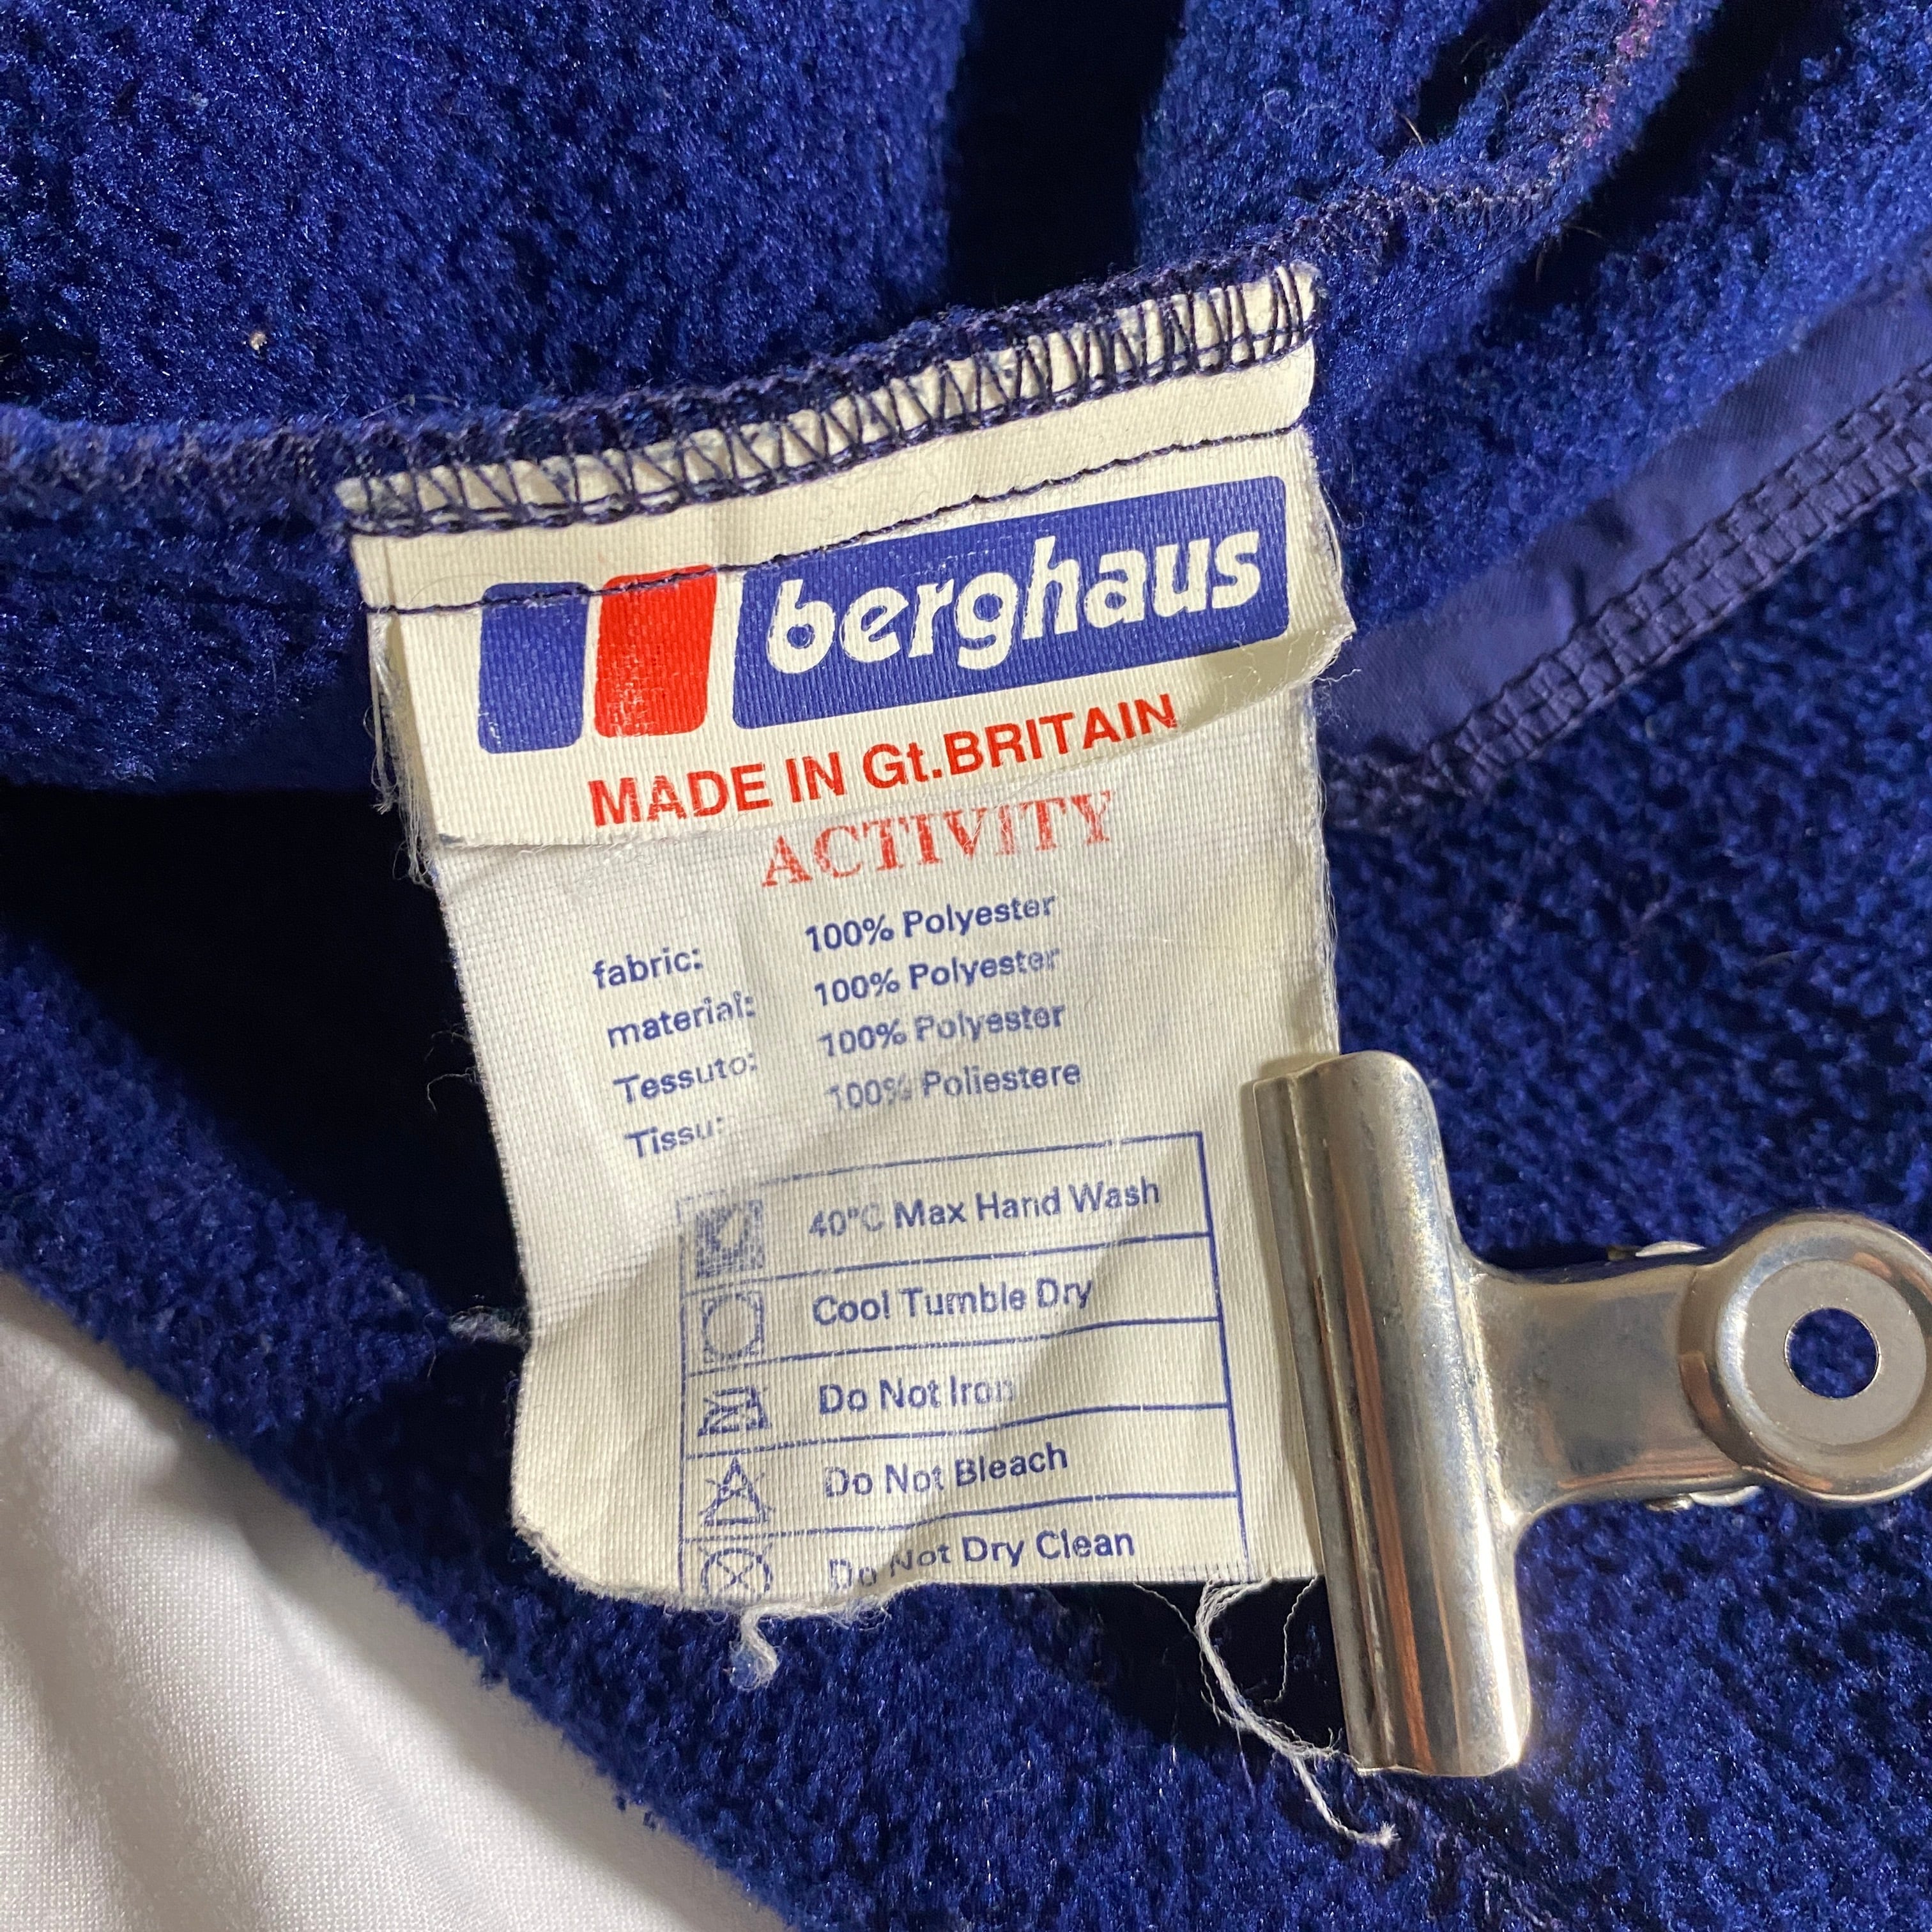 berghaus
MADE IN Gt.BRITAIN
ACTIVITY
fabric: 100% Polyester
material: 100% Polyester
Tessuto: 100% Polyester
Tissu: 100% Poliestere
40°C Max Hand Wash
Cool Tumble Dry
Do Not Iron
Do Not Bleach
Do Not Dry Clean